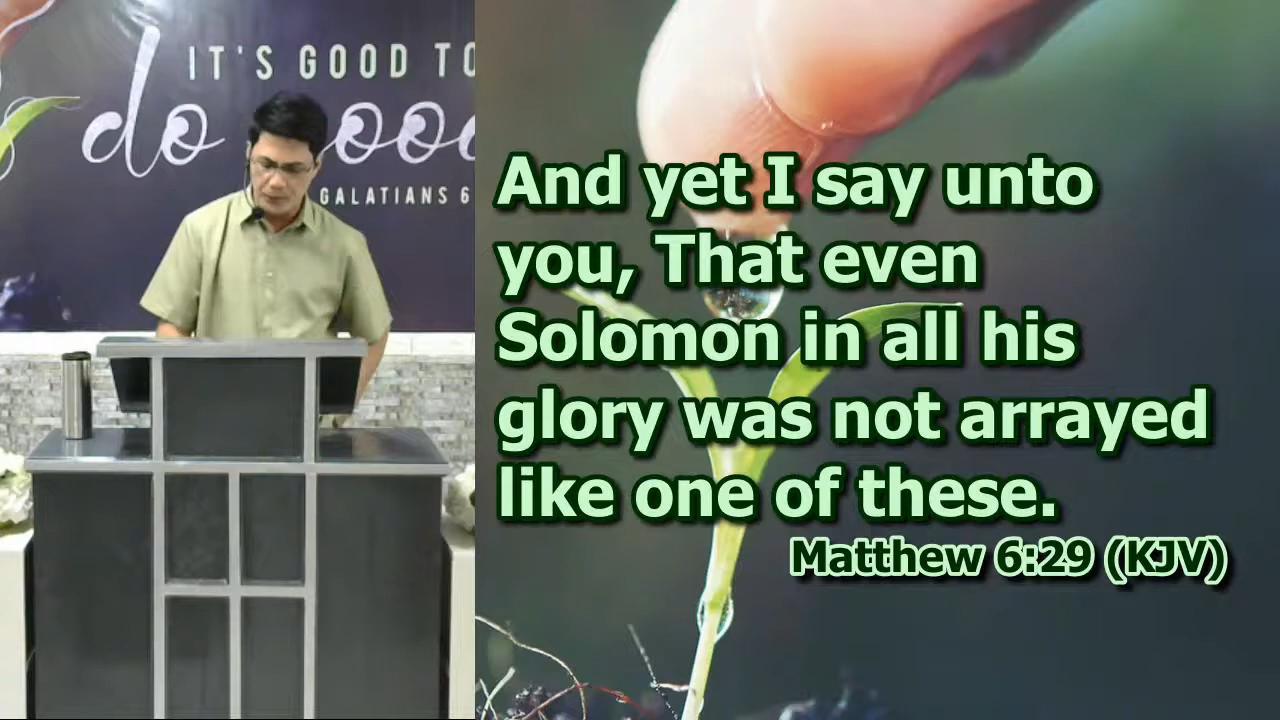 IT'S GOOD TO
do
GALATIANS 6
And yet I say unto
you, That even
Solomon in all his
glory was not arrayed
like one of these.
Matthew 6:29 (KJV)